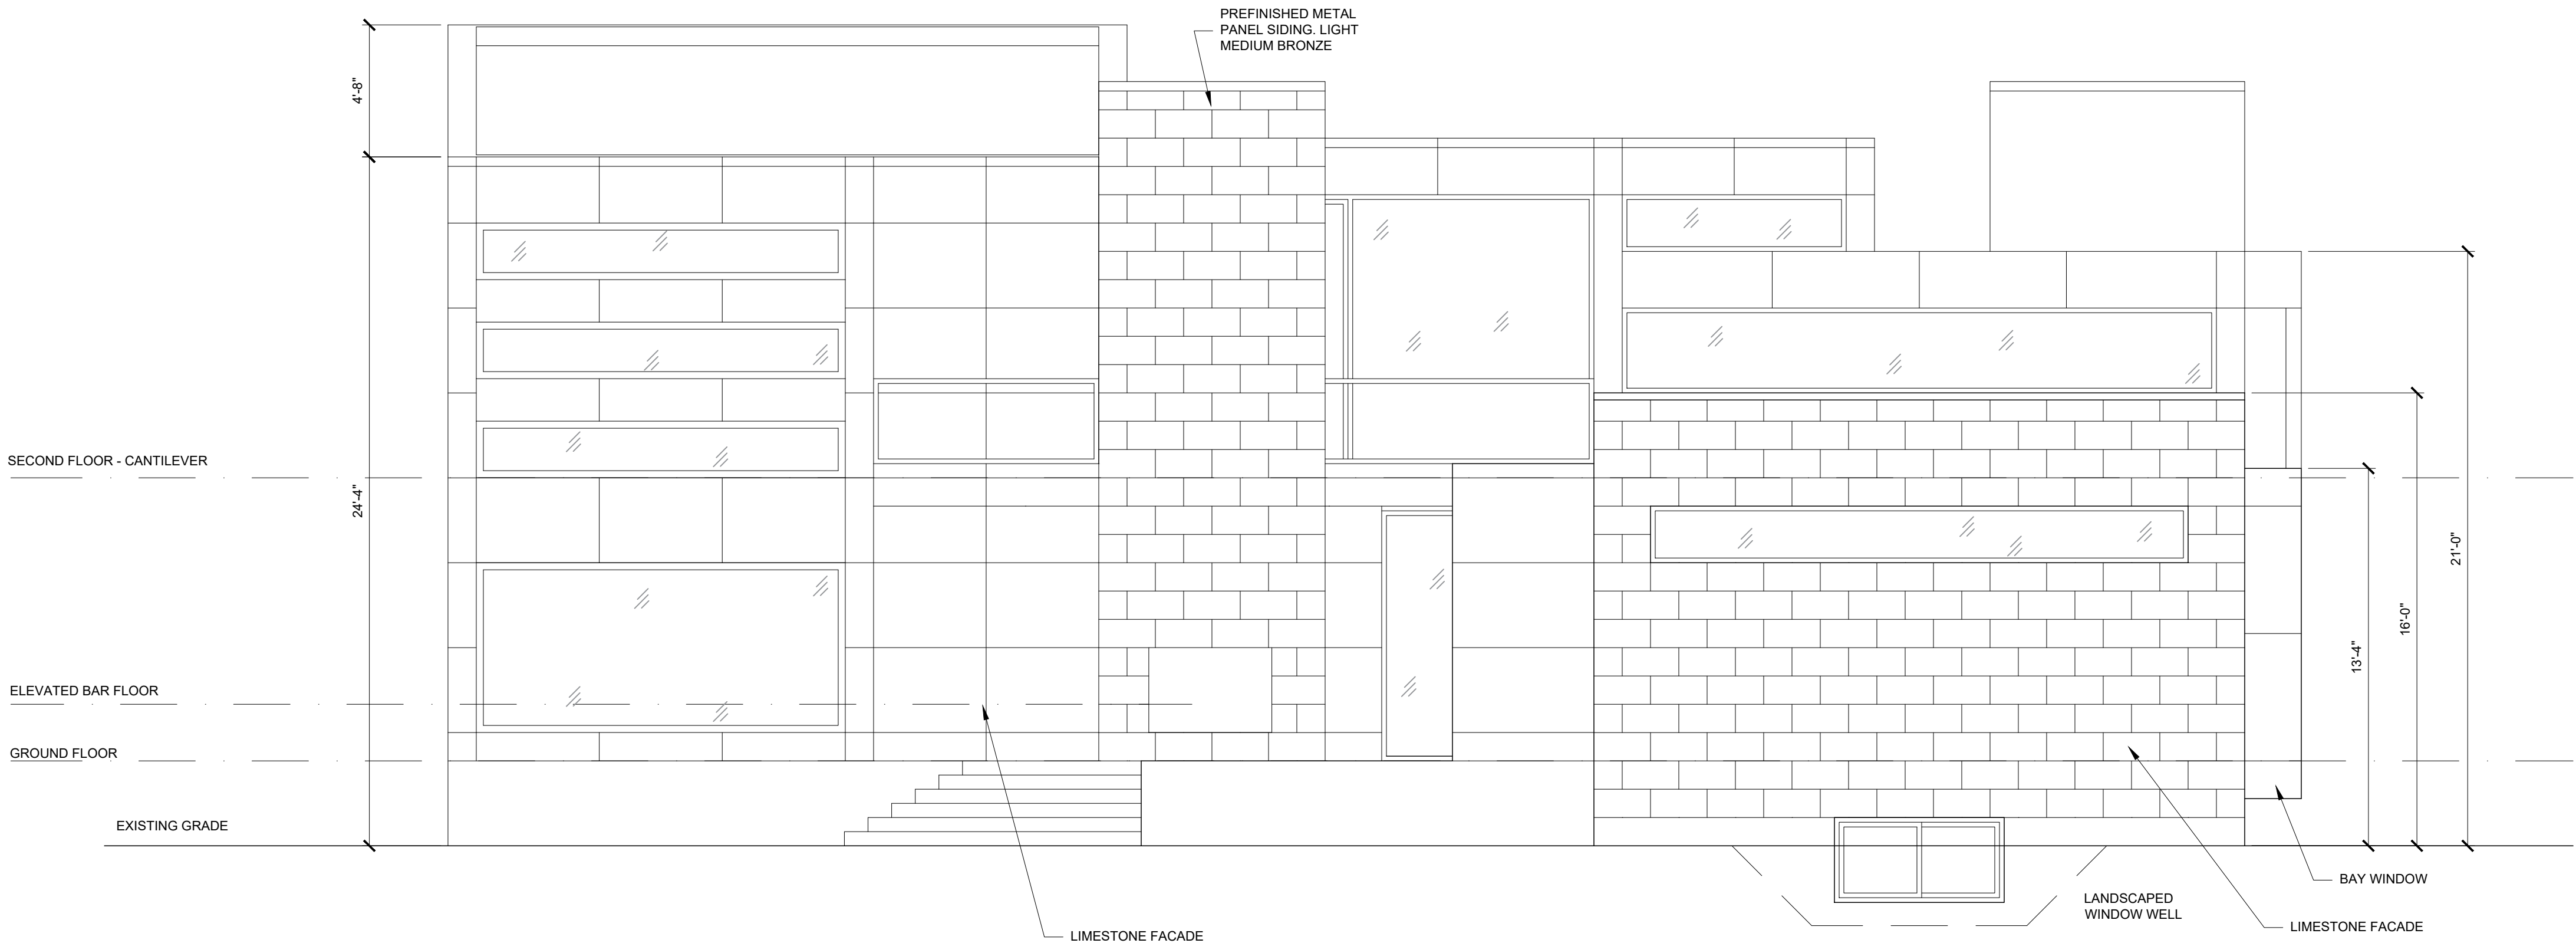 PREFINISHED METAL
PANEL SIDING. LIGHT
MEDIUM BRONZE
4'-8"
SECOND FLOOR - CANTILEVER
24'-4"
21'-0"
16'-0"
13'-4"
ELEVATED BAR FLOOR
GROUND FLOOR
EXISTING GRADE
BAY WINDOW
LANDSCAPED
WINDOW WELL
LIMESTONE FACADE
LIMESTONE FACADE